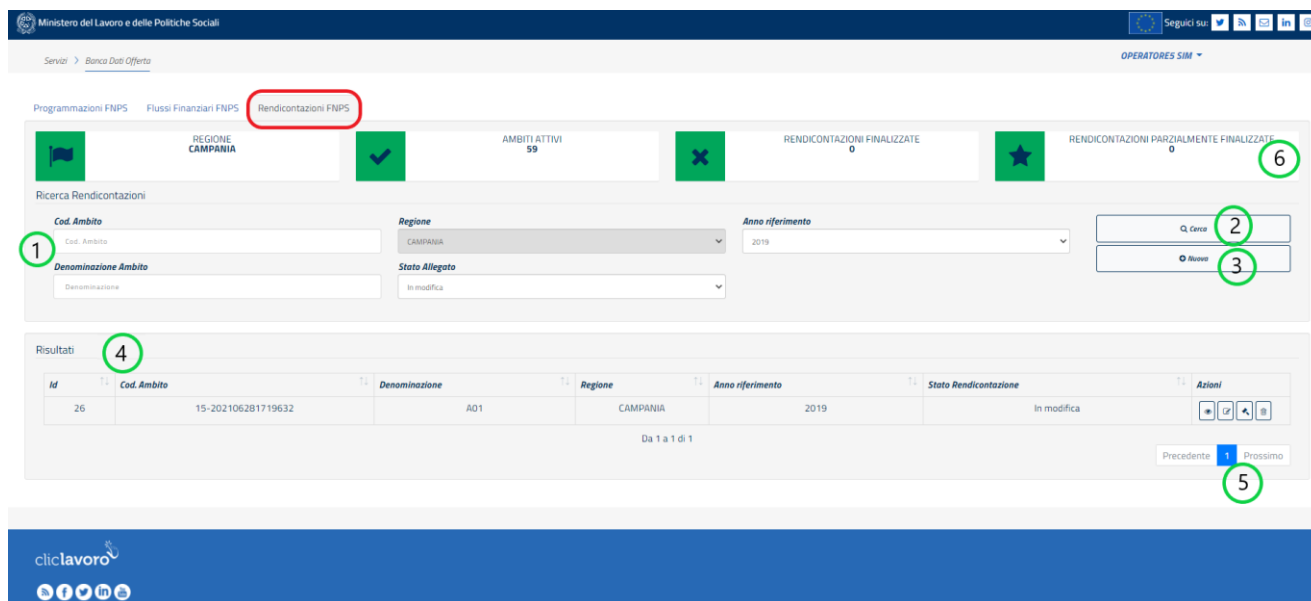 Ministero del Lavoro e delle Politiche Sociali
Seguici su:
Servizi > Banca Dati Offerta
OPERATORE5 SIM
Programmazioni FNPS Flussi Finanziari FNPS Rendicontazioni FNPS
REGIONE
CAMPANIA
AMBITI ATTIVI
59
RENDICONTAZIONI FINALIZZATE
0
RENDICONTAZIONI PARZIALMENTE FINALIZZATE
0
6
Ricerca Rendicontazioni
Cod. Ambito Regione Anno riferimento
Cod. Ambito CAMPANIA 2019
Cerca 2
1
Denominazione Ambito Stato Allegato
Nuovo 3
Denominazione In modifica
Risultati 4
Id Cod. Ambito Denominazione Regione Anno riferimento Stato Rendicontazione Azioni
26 15-202106281719632 A01 CAMPANIA 2019 In modifica
Da 1 a 1 di 1
Precedente 1 Prossimo
5
cliclavoro